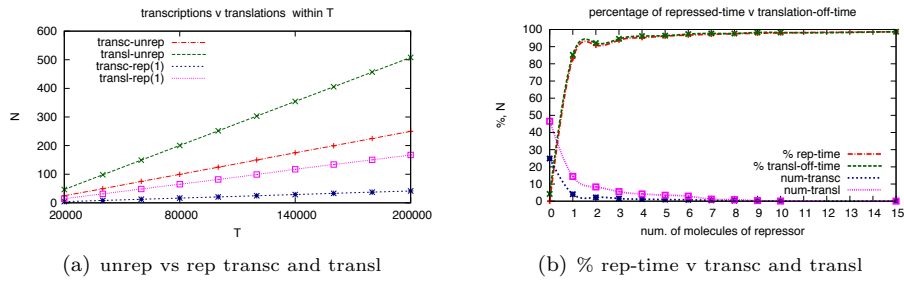 transcriptions v translations within T
600
500
400
300
200
100
0
N
transc-unrep
transl-unrep
transc-rep(1)
transl-rep(1)
20000 80000 140000 200000
T
(a) unrep vs rep transc and transl
percentage of repressed-time v translation-off-time
100
90
80
70
60
50
40
30
20
10
0
%, N
% rep-time
% transl-off-time
num-transc
num-transl
0 1 2 3 4 5 6 7 8 9 10 11 12 13 14 15
num. of molecules of repressor
(b) % rep-time v transc and transl